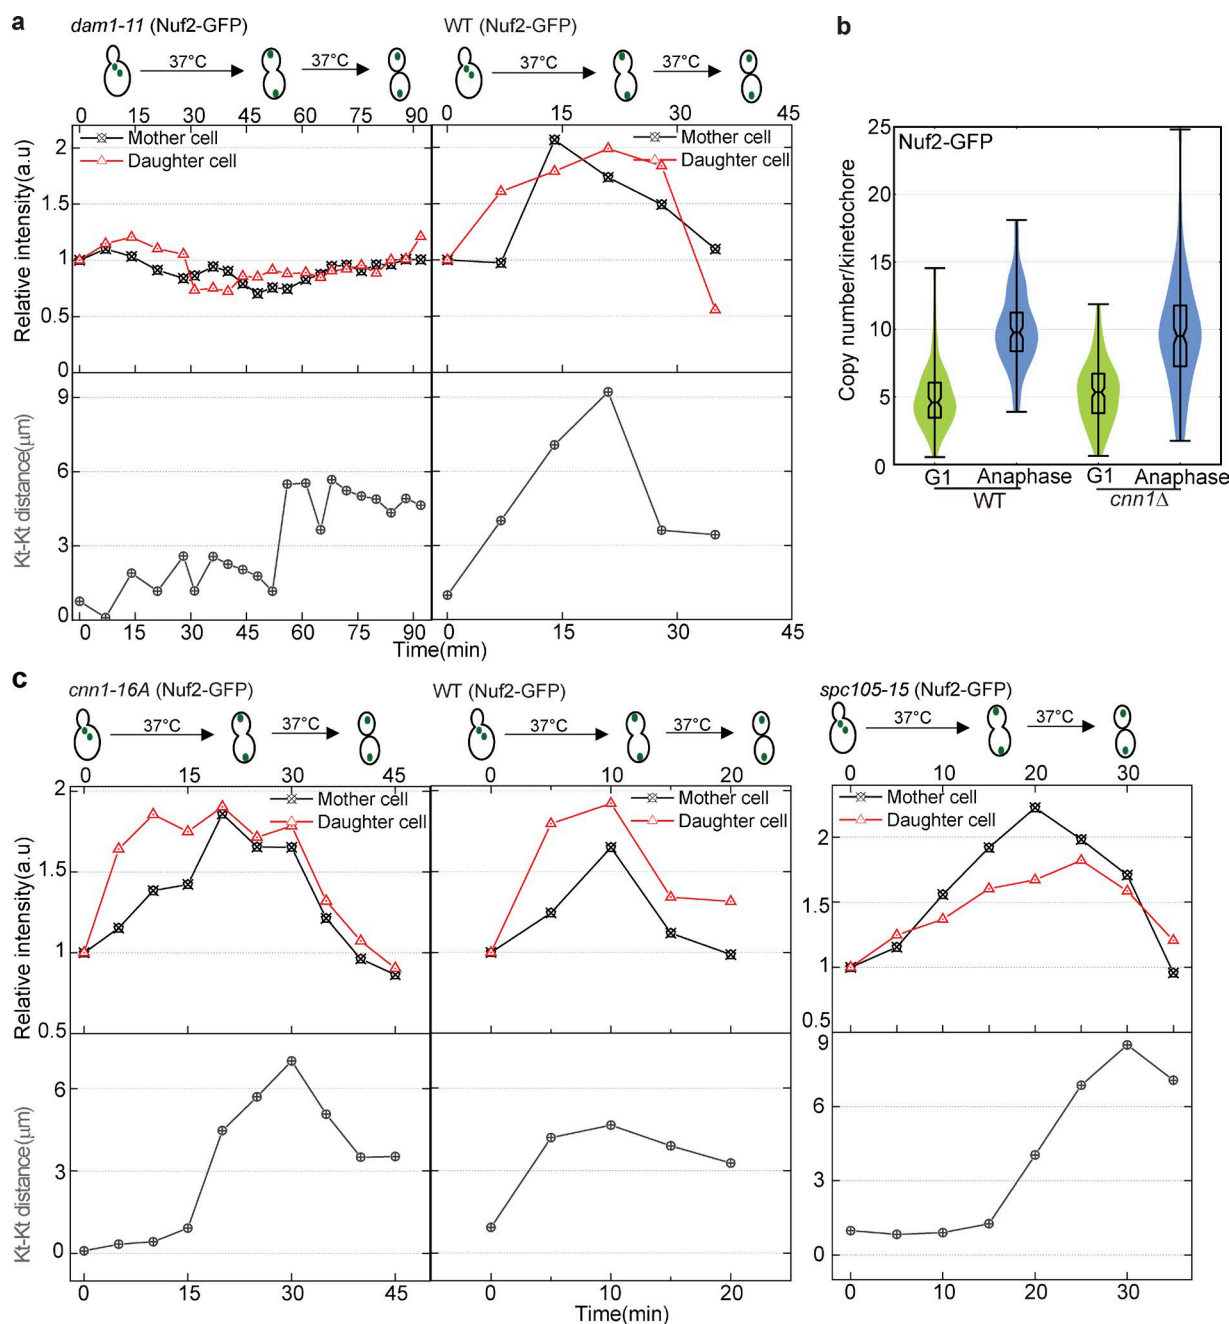 a
dam1-11 (Nuf2-GFP)
WT (Nuf2-GFP)
37°C 37°C
37°C 37°C
0 15 30 45 60 75 90
0 15 30 45
Mother cell
Daughter cell
Mother cell
Daughter cell
Relative intensity(a.u)
2
1.5
1
0.5
0
Kt-Kt distance(µm)
9
6
3
0
0 15 30 45 60 75 90
0 15 30 45
Time(min)
b
Nuf2-GFP
Copy number/kinetochore
25
20
15
10
5
0
G1 Anaphase G1 Anaphase
WT cnn1Δ
c
cnn1-16A (Nuf2-GFP)
WT (Nuf2-GFP)
spc105-15 (Nuf2-GFP)
37°C 37°C
37°C 37°C
37°C 37°C
0 15 30 45
0 10 20
0 10 20 30
Mother cell
Daughter cell
Mother cell
Daughter cell
Mother cell
Daughter cell
Relative intensity(a.u)
2
1.5
1
0.5
2
1.5
1
0.5
Kt-Kt distance(µm)
6
3
0
9
6
3
0
0 15 30 45
0 10 20
0 10 20 30
Time(min)